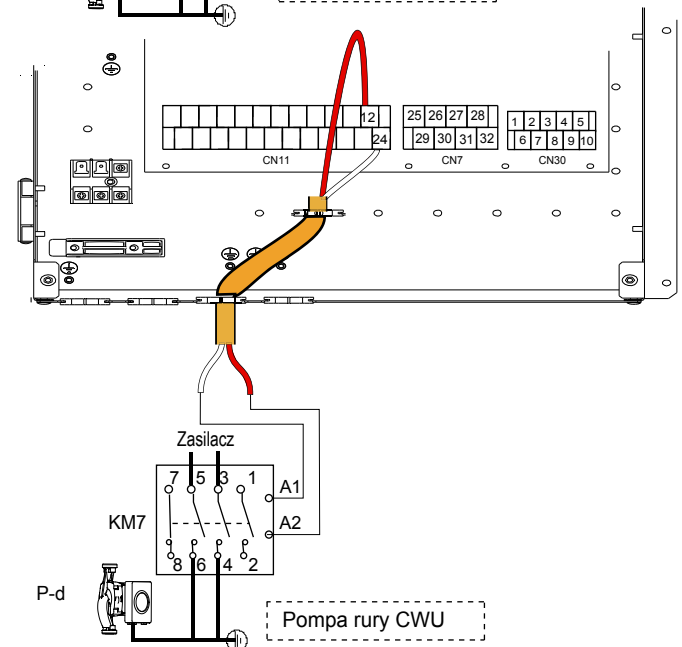 12 25 26 27 28 1 2 3 4 5
24 29 30 31 32 6 7 8 9 10
CN11 CN7 CN30
Zasilacz
7 5 3 1
A1
KM7 A2
8 6 4 2
P-d
Pompa rury CWU